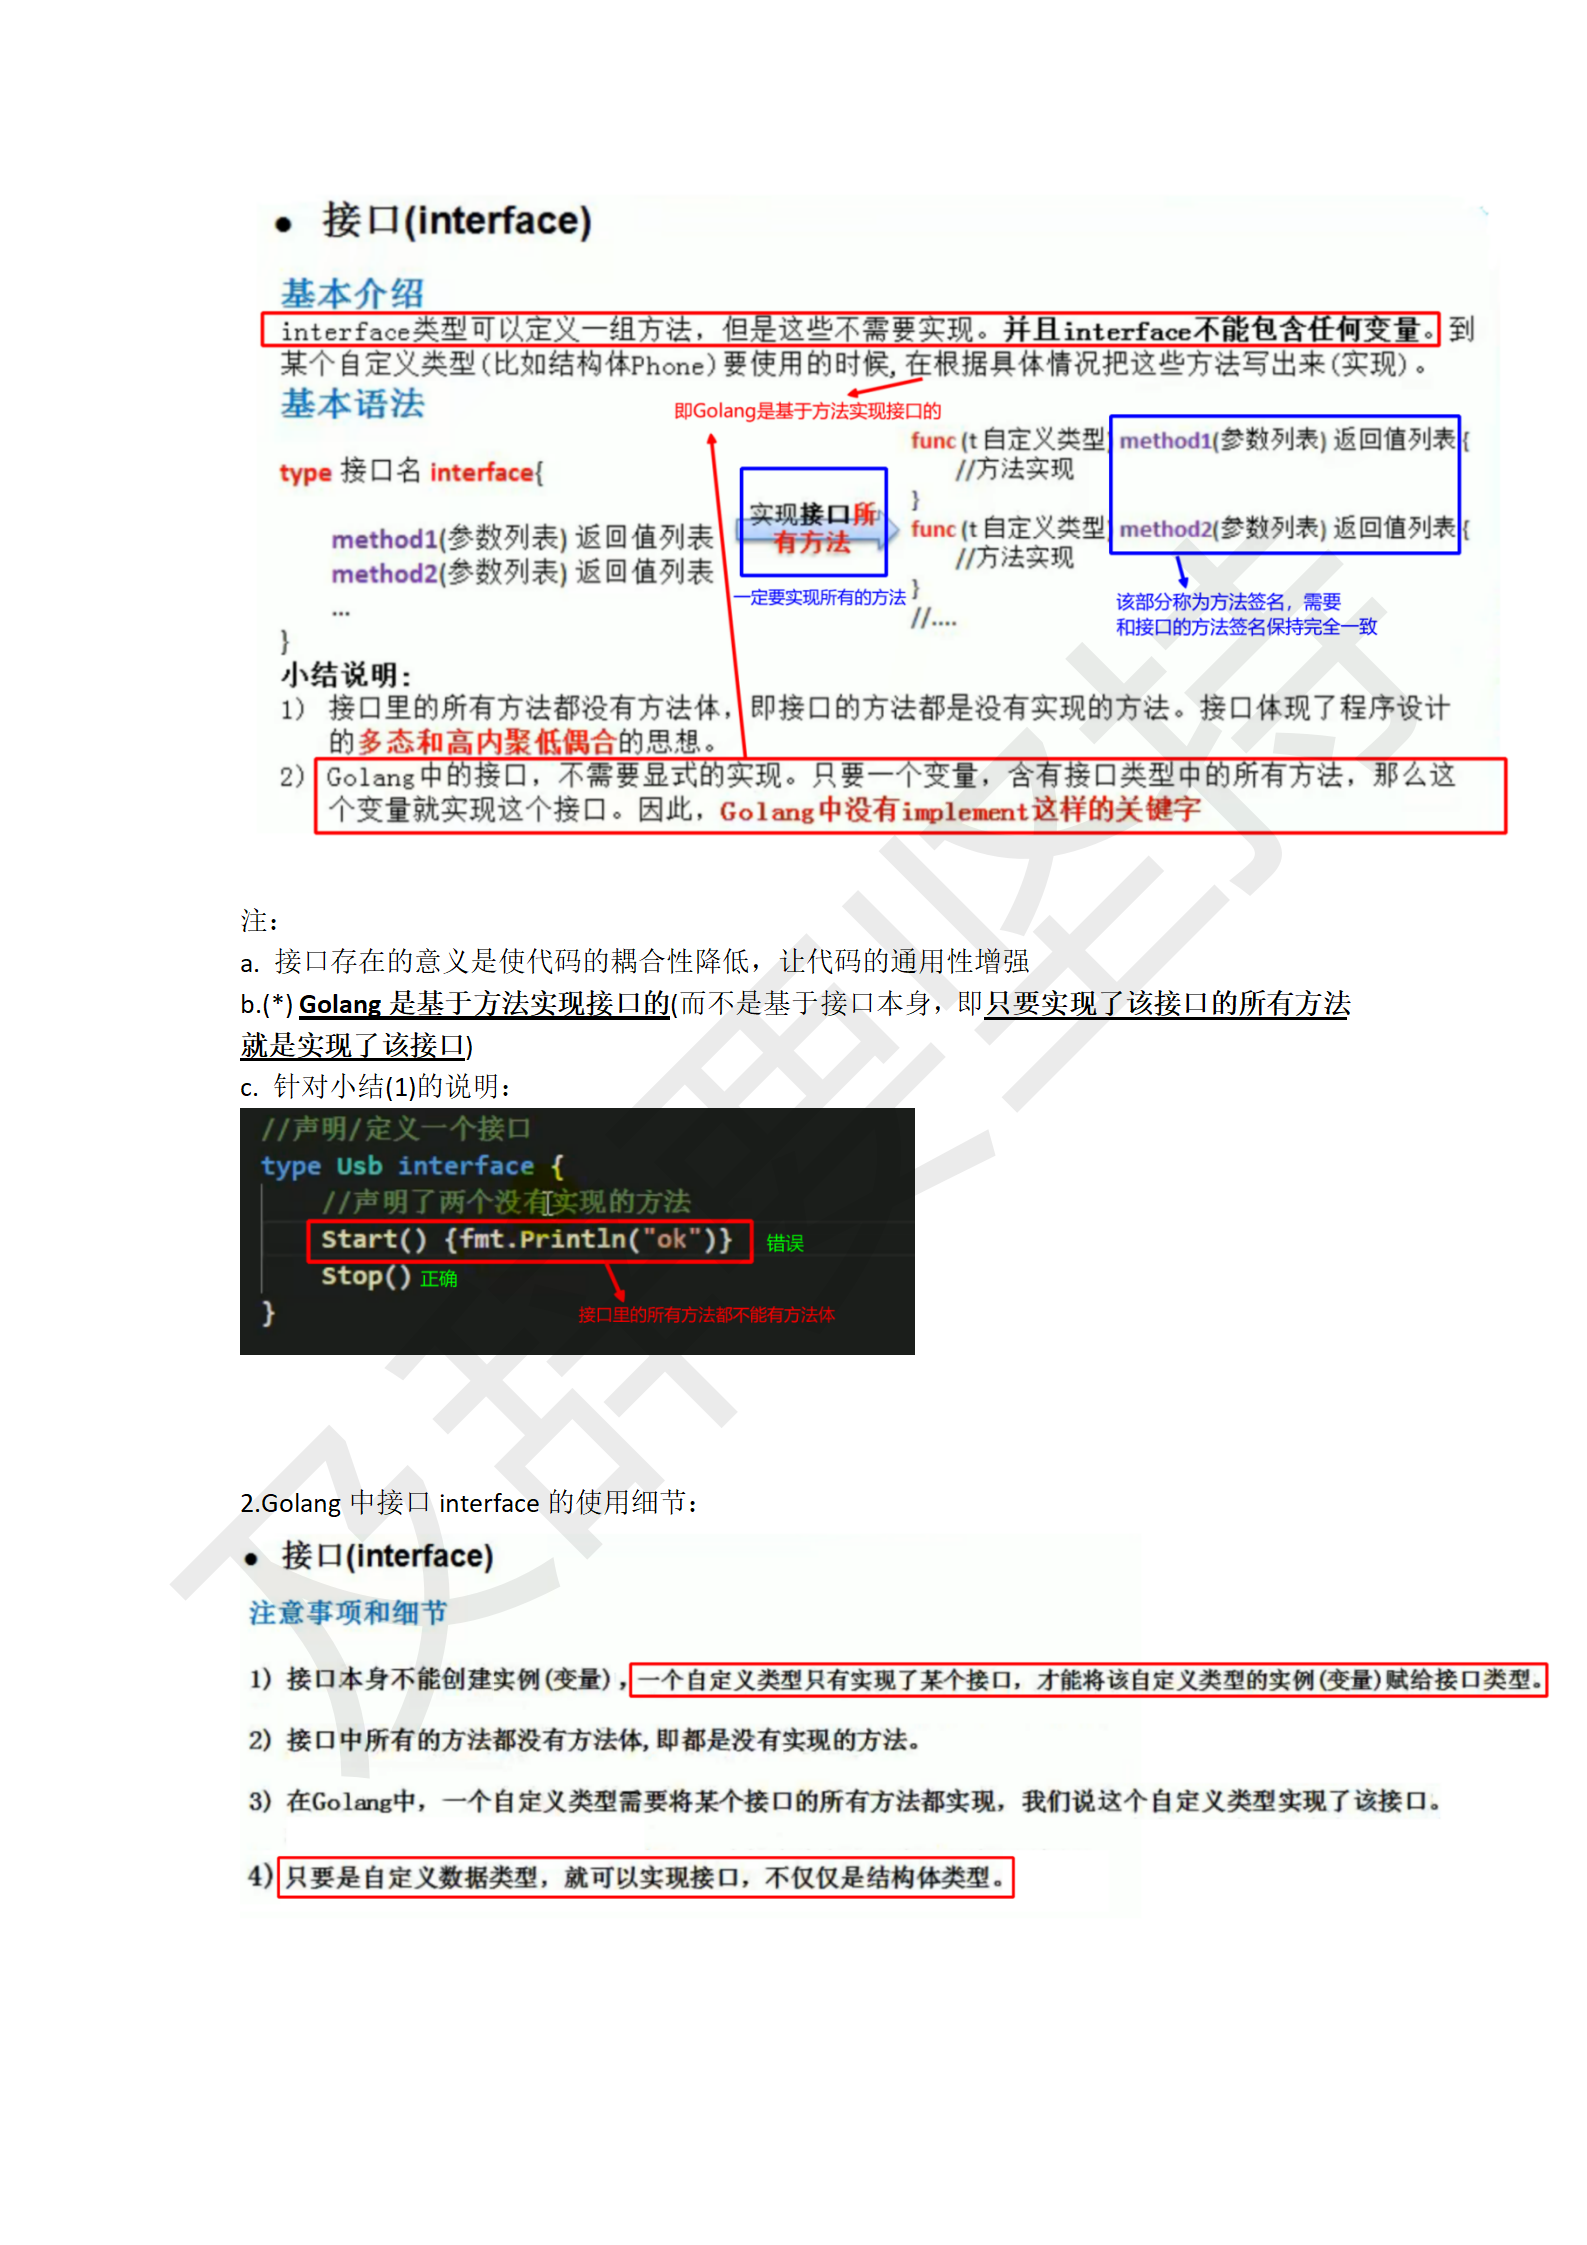 ● 接口(interface)
基本介绍
interface类型可以定义一组方法，但是这些不需要实现。并且interface不能包含任何变量。到
某个自定义类型(比如结构体Phone)要使用的时候,在根据具体情况把这些方法写出来(实现)。
基本语法
即Golang是基于方法实现接口的
type 接口名 interface{
method1(参数列表) 返回值列表
method2(参数列表) 返回值列表
...
}
实现接口所
有方法
一定要实现所有的方法
func (t 自定义类型) method1(参数列表) 返回值列表 {
//方法实现
}
func (t 自定义类型) method2(参数列表) 返回值列表 {
//方法实现
}
//....
该部分称为方法签名，需要
和接口的方法签名保持完全一致
小结说明:
1) 接口里的所有方法都没有方法体，即接口的方法都是没有实现的方法。接口体现了程序设计
的多态和高内聚低偶合的思想。
2) Golang中的接口，不需要显式的实现。只要一个变量，含有接口类型中的所有方法，那么这
个变量就实现这个接口。因此，Golang中没有implement这样的关键字
注：
a. 接口存在的意义是使代码的耦合性降低，让代码的通用性增强
b.(*) Golang 是基于方法实现接口的(而不是基于接口本身，即只要实现了该接口的所有方法
就是实现了该接口)
c. 针对小结(1)的说明：
//声明/定义一个接口
type Usb interface {
//声明了两个没有实现的方法
Start() {fmt.Println("ok")} 错误
Stop() 正确
接口里的所有方法都不能有方法体
}
2.Golang 中接口 interface 的使用细节：
● 接口(interface)
注意事项和细节
1) 接口本身不能创建实例(变量)，一个自定义类型只有实现了某个接口，才能将该自定义类型的实例(变量)赋给接口类型。
2) 接口中所有的方法都没有方法体,即都是没有实现的方法。
3) 在Golang中，一个自定义类型需要将某个接口的所有方法都实现，我们说这个自定义类型实现了该接口。
4) 只要是自定义数据类型，就可以实现接口，不仅仅是结构体类型。